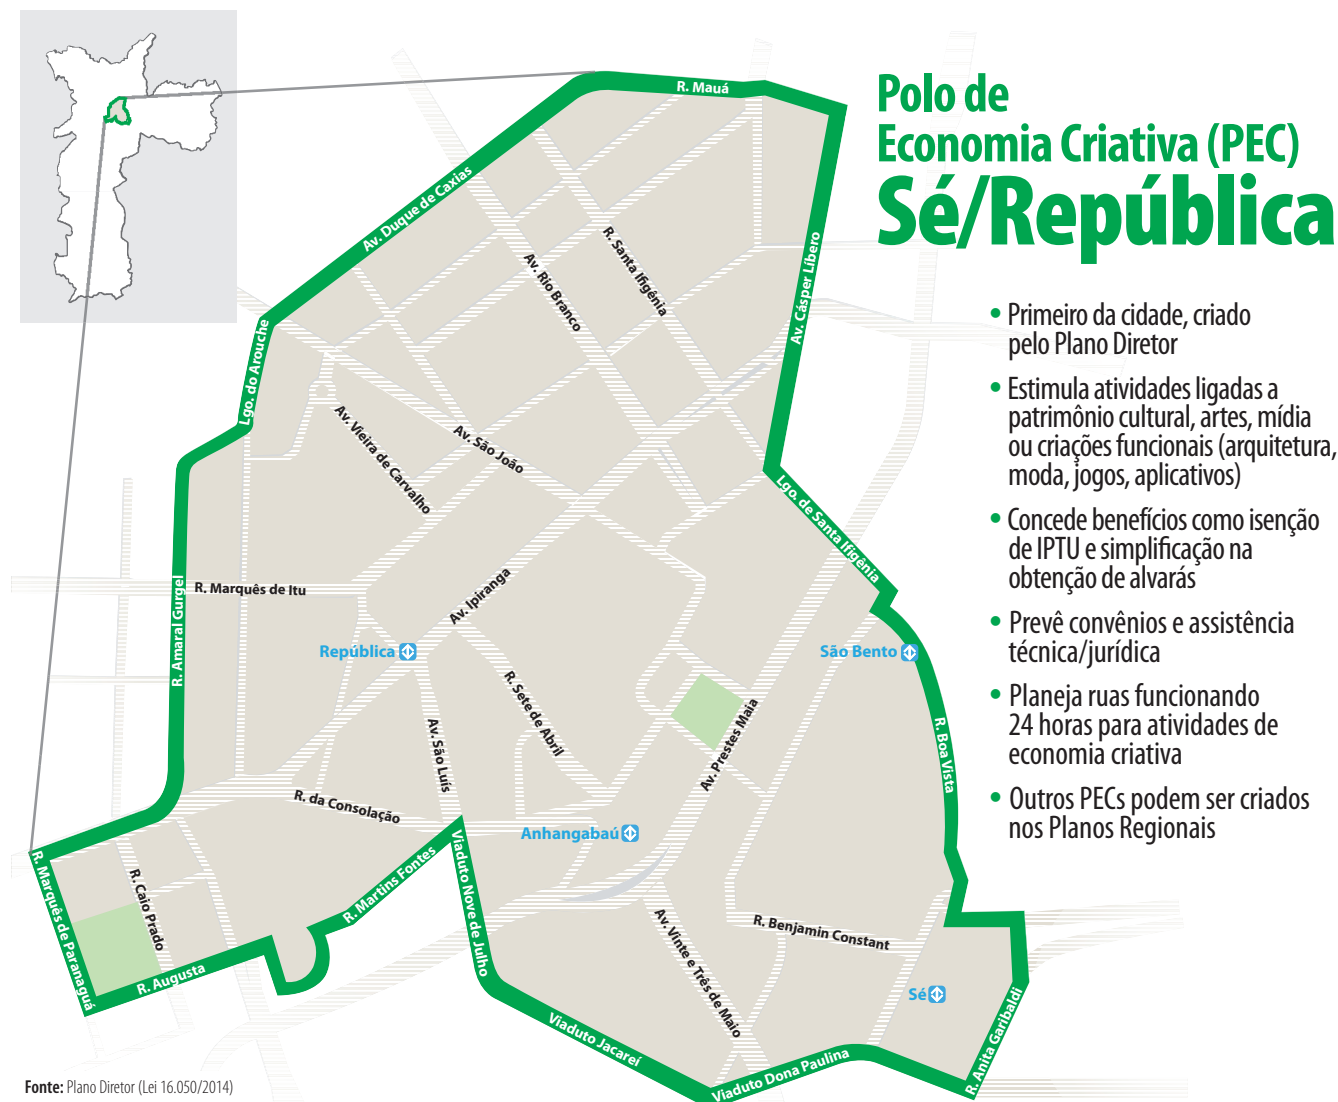 Polo de
Economia Criativa (PEC)
Sé/República
• Primeiro da cidade, criado
pelo Plano Diretor
• Estimula atividades ligadas a
patrimônio cultural, artes, mídia
ou criações funcionais (arquitetura,
moda, jogos, aplicativos)
• Concede benefícios como isenção
de IPTU e simplificação na
obtenção de alvarás
• Prevê convênios e assistência
técnica/jurídica
• Planeja ruas funcionando
24 horas para atividades de
economia criativa
• Outros PECs podem ser criados
nos Planos Regionais
R. Mauá
Av. Duque de Caxias
R. Santa Ifigênia
Av. Rio Branco
Av. Cásper Líbero
Lgo. do Arouche
Av. Vieira de Carvalho
Av. São João
Lgo. de Santa Ifigênia
R. Marquês de Itu
Av. Ipiranga
R. Amaral Gurgel
República
São Bento
R. Sete de Abril
Av. São Luís
Av. Prestes Maia
R. Boa Vista
R. da Consolação
Anhangabaú
R. Marquês de Paranaguá
R. Caio Prado
R. Martins Fontes
Viaduto Nove de Julho
R. Augusta
Av. Vinte e Três de Maio
R. Benjamin Constant
Sé
R. Anita Garibaldi
Viaduto Jacareí
Viaduto Dona Paulina
Fonte: Plano Diretor (Lei 16.050/2014)